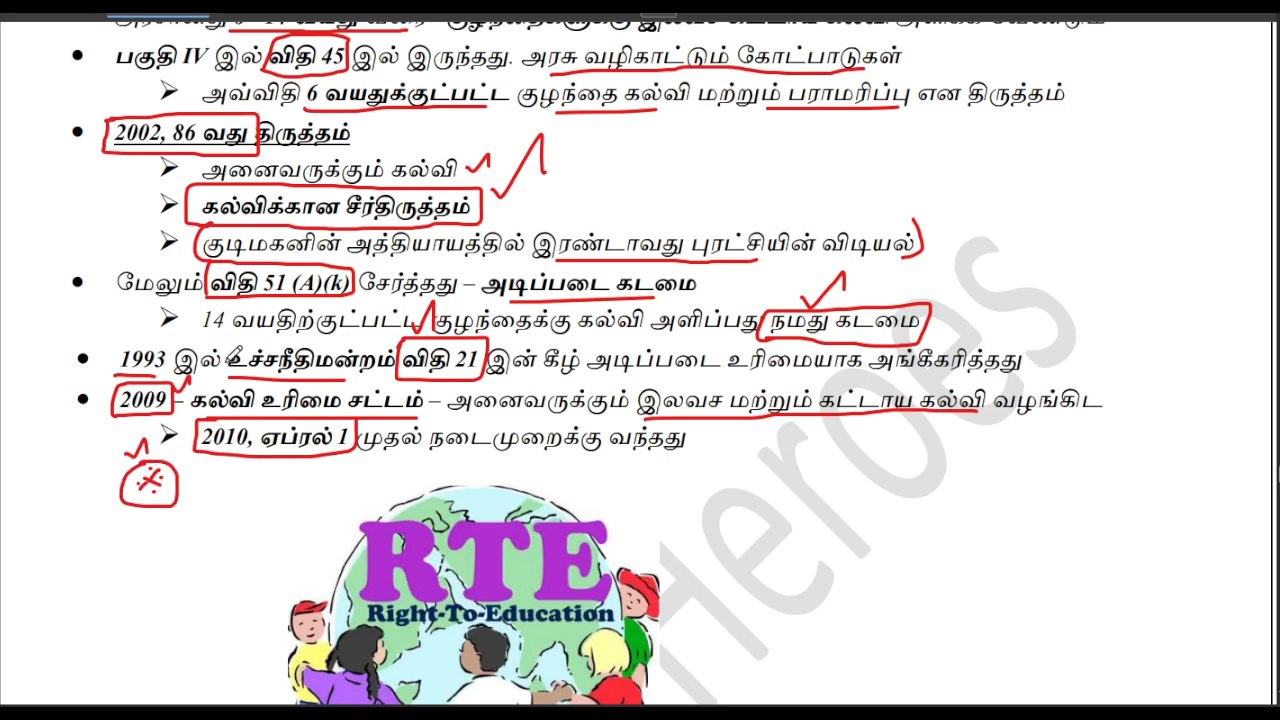 பகுதி IV இல் விதி 45 இல் இருந்தது. அரசு வழிகாட்டும் கோட்பாடுகள்
அவ்விதி 6 வயதுக்குட்பட்ட குழந்தை கல்வி மற்றும் பராமரிப்பு என திருத்தம்
2002, 86 வது திருத்தம்
அனைவருக்கும் கல்வி
கல்விக்கான சீர்திருத்தம்
குடிமகனின் அத்தியாயத்தில் இரண்டாவது புரட்சியின் விடியல்
மேலும் விதி 51 (A)(k) சேர்த்தது – அடிப்படை கடமை
14 வயதிற்குட்பட்ட குழந்தைக்கு கல்வி அளிப்பது நமது கடமை
1993 இல் உச்சநீதிமன்றம் விதி 21 இன் கீழ் அடிப்படை உரிமையாக அங்கீகரித்தது
2009 – கல்வி உரிமை சட்டம் – அனைவருக்கும் இலவச மற்றும் கட்டாய கல்வி வழங்கிட
2010, ஏப்ரல் 1 முதல் நடைமுறைக்கு வந்தது
RTE
Right-To-Education
Heroes